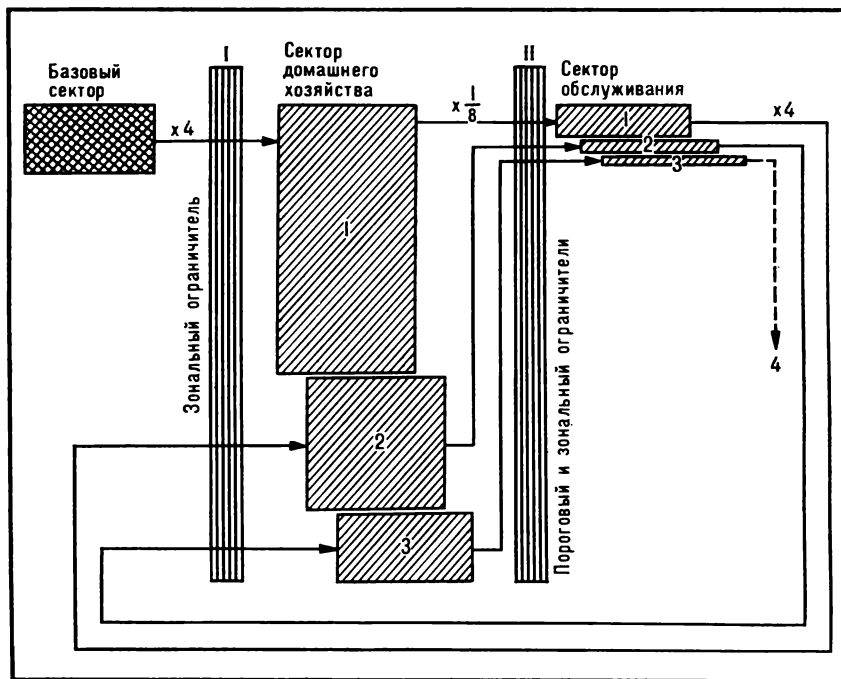 Базовый
сектор
I
Сектор
домашнего
хозяйства
II
Сектор
обслуживания
x 4
x 1/8
x4
1
2
3
1
2
3
4
Зональный ограничитель
Пороговый и зональный ограничители